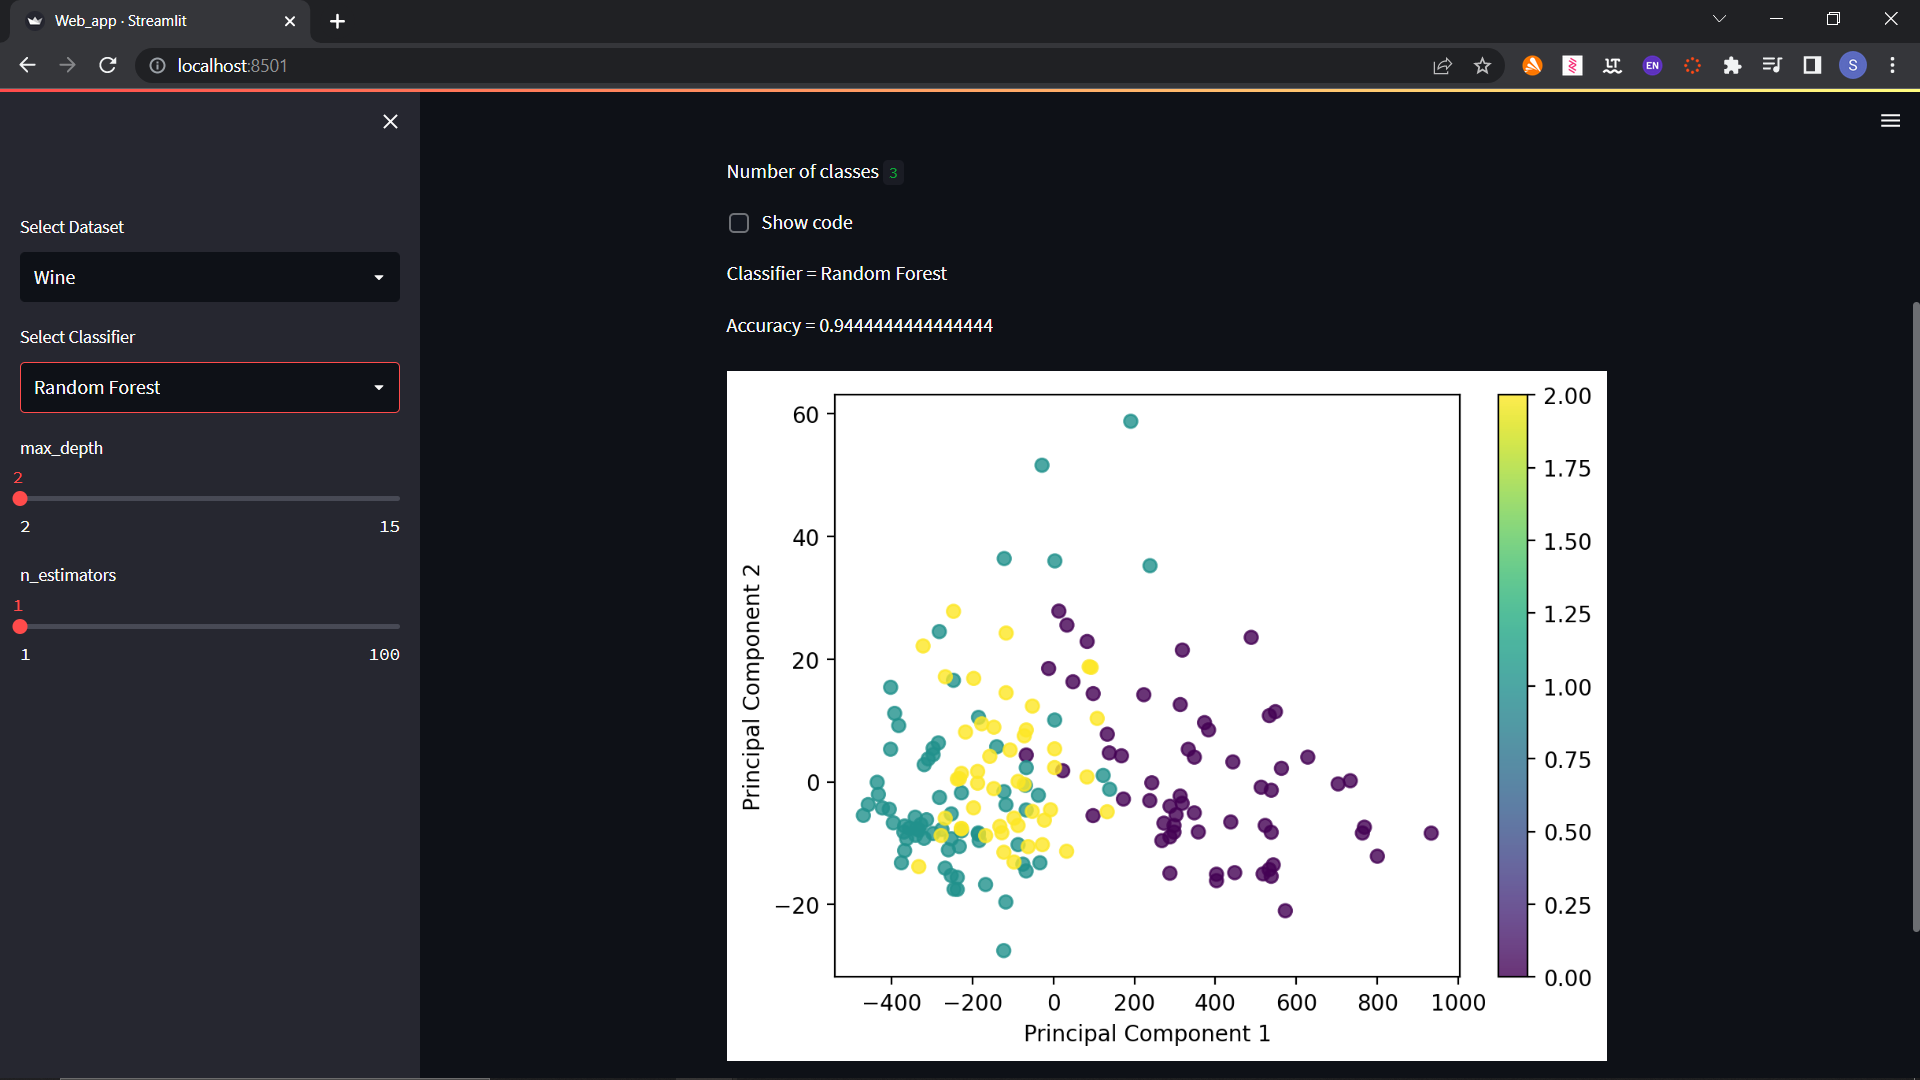 Web_app · Streamlit
localhost:8501
EN
S
Select Dataset
Wine
Select Classifier
Random Forest
max_depth
2
2 15
n_estimators
1
1 100
Number of classes 3
Show code
Classifier = Random Forest
Accuracy = 0.9444444444444444
60
40
20
0
−20
Principal Component 2
−400 −200 0 200 400 600 800 1000
Principal Component 1
2.00
1.75
1.50
1.25
1.00
0.75
0.50
0.25
0.00